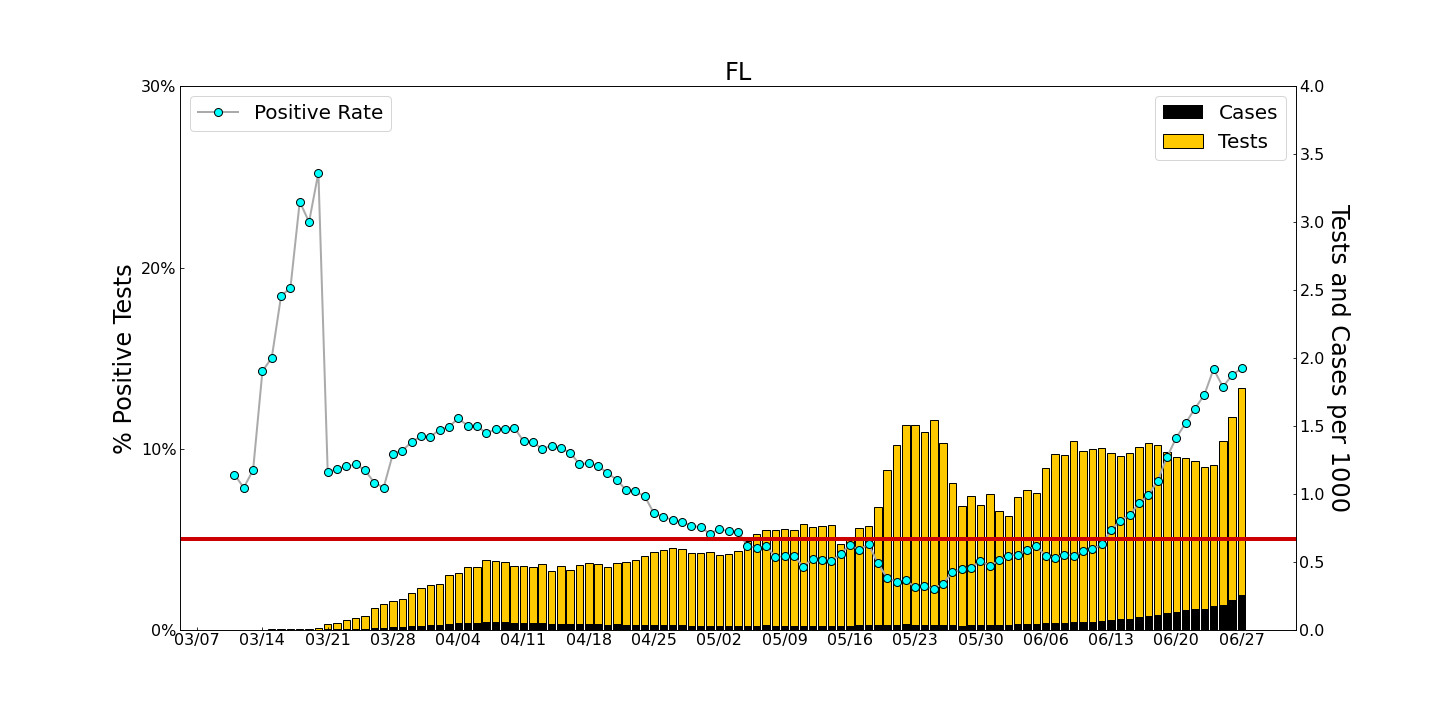 FL
Positive Rate
Cases
Tests
% Positive Tests
30%
20%
10%
0%
4.0
3.5
3.0
2.5
2.0
1.5
1.0
0.5
0.0
Tests and Cases per 1000
03/07 03/14 03/21 03/28 04/04 04/11 04/18 04/25 05/02 05/09 05/16 05/23 05/30 06/06 06/13 06/20 06/27